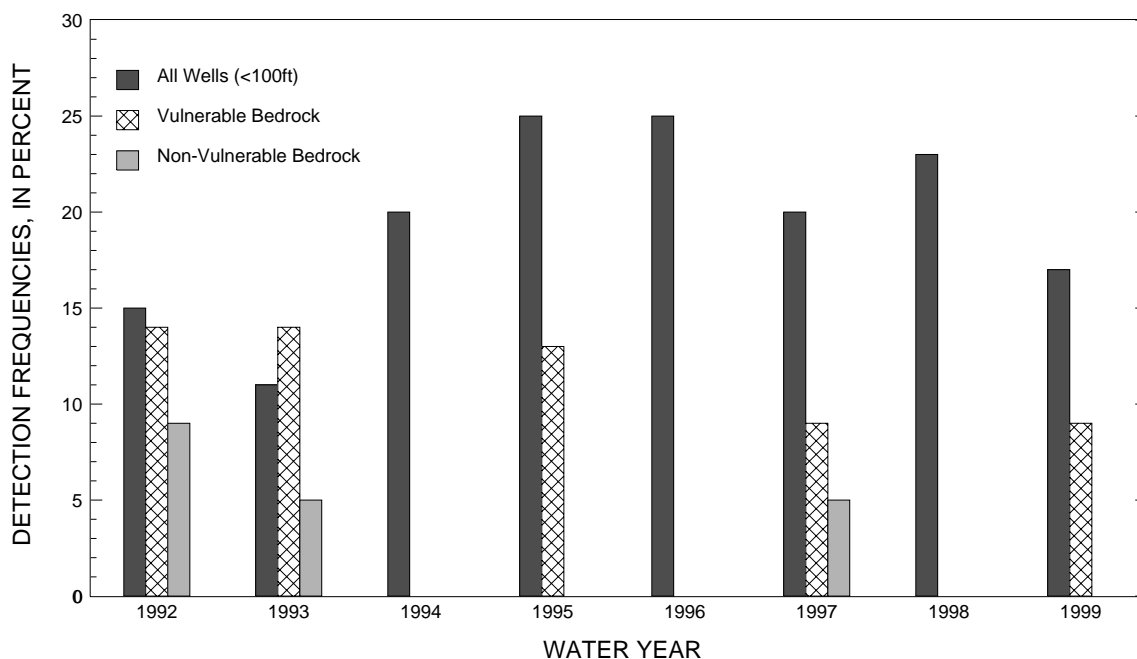 DETECTION FREQUENCIES, IN PERCENT
30
25
20
15
10
5
0
All Wells (<100ft)
Vulnerable Bedrock
Non-Vulnerable Bedrock
1992 1993 1994 1995 1996 1997 1998 1999
WATER YEAR